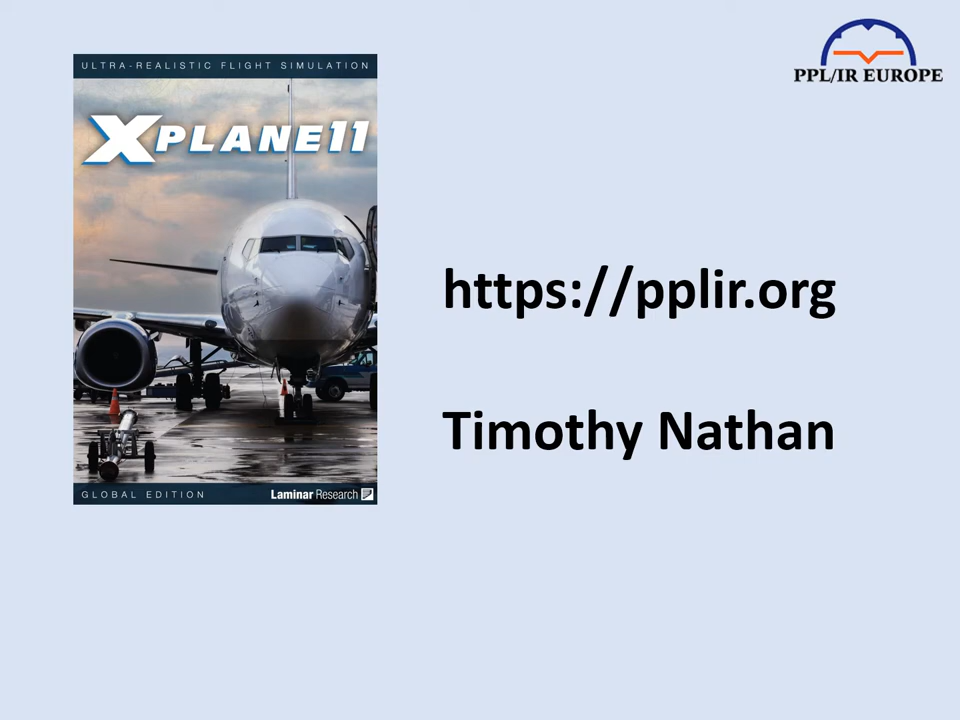 PPL/IR EUROPE
ULTRA-REALISTIC FLIGHT SIMULATION
XPLANE11
https://pplir.org
Timothy Nathan
GLOBAL EDITION
Laminar Research